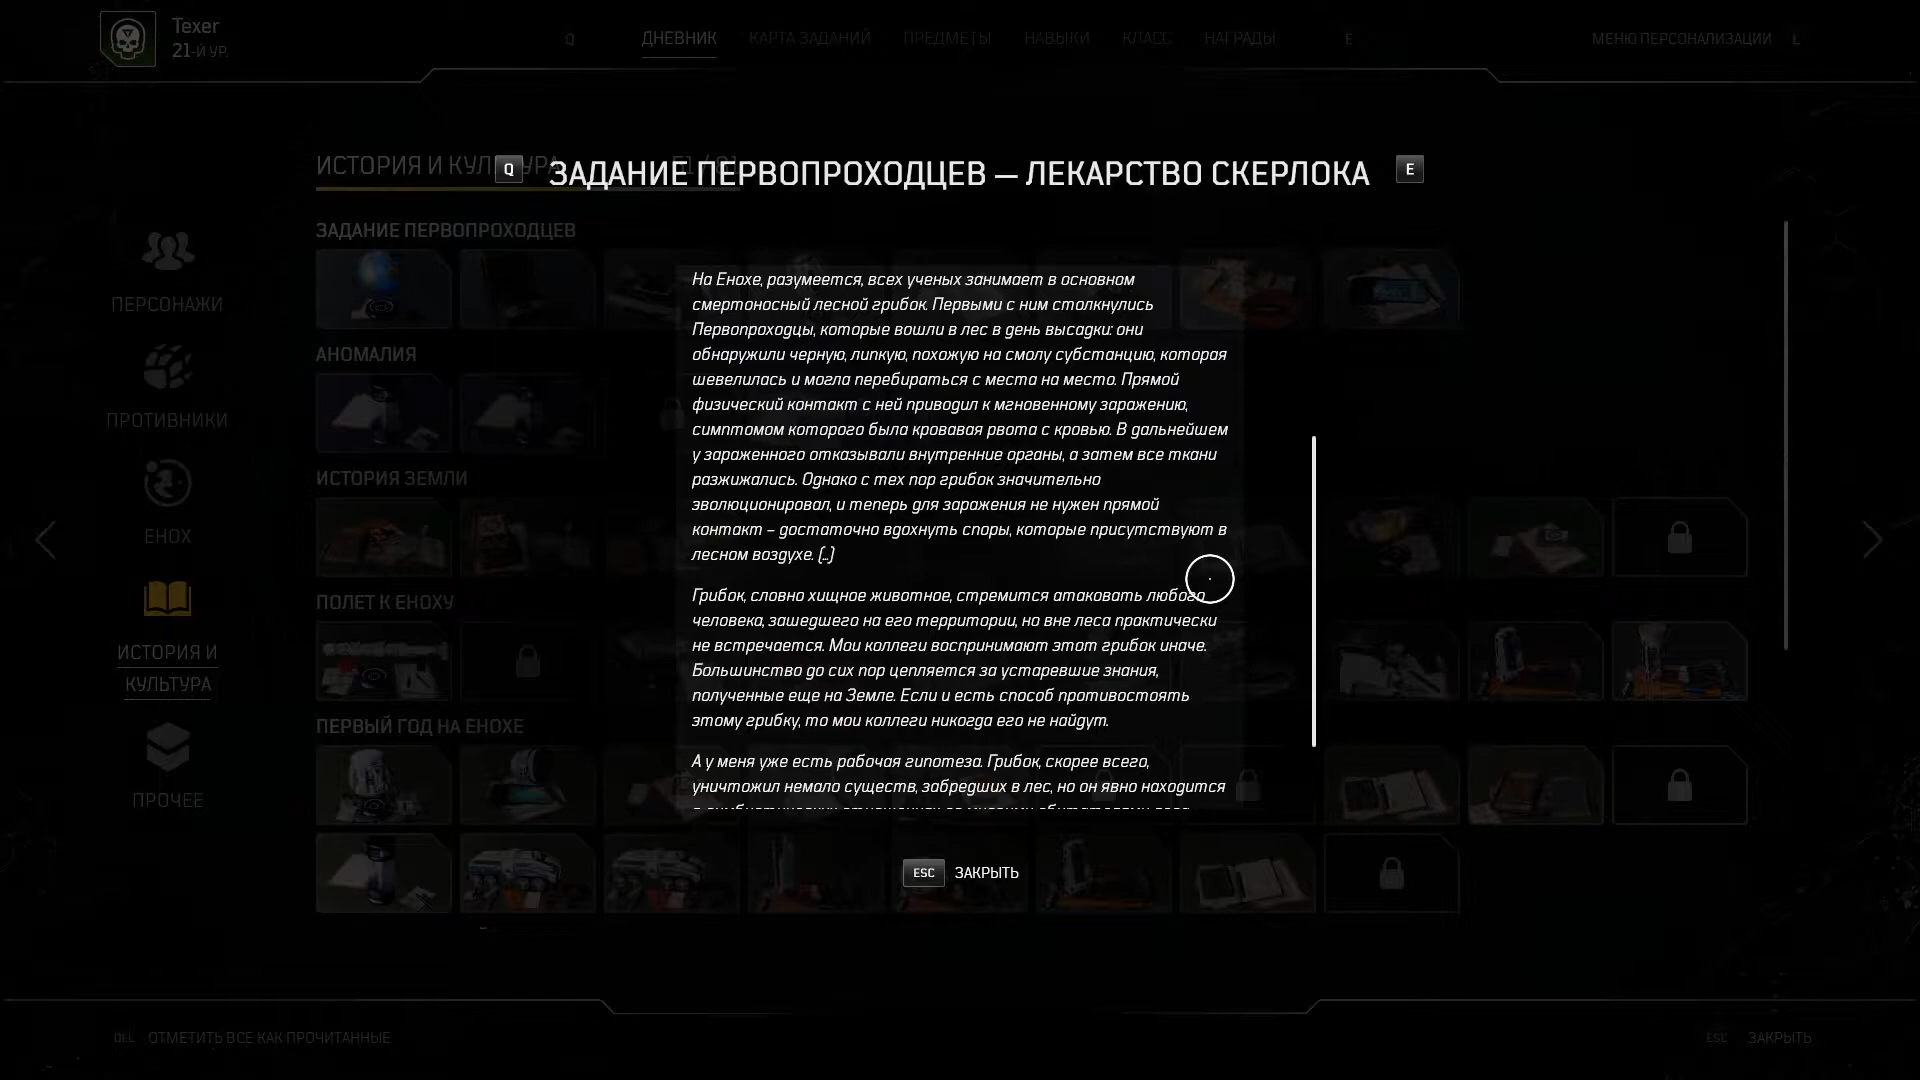 Texer
21-Й УР.
Q
ДНЕВНИК
КАРТА ЗАДАНИЙ
ПРЕДМЕТЫ
НАВЫКИ
КЛАСС
НАГРАДЫ
E
МЕНЮ ПЕРСОНАЛИЗАЦИИ
L
ИСТОРИЯ И КУЛЬТУРА
Q
ЗАДАНИЕ ПЕРВОПРОХОДЦЕВ — ЛЕКАРСТВО СКЕРЛОКА
E
ЗАДАНИЕ ПЕРВОПРОХОДЦЕВ
АНОМАЛИЯ
ИСТОРИЯ ЗЕМЛИ
ПОЛЕТ К ЕНОХУ
ПЕРВЫЙ ГОД НА ЕНОХЕ
ПЕРСОНАЖИ
ПРОТИВНИКИ
ЕНОХ
ИСТОРИЯ И
КУЛЬТУРА
ПРОЧЕЕ
На Енохе, разумеется, всех ученых занимает в основном
смертоносный лесной грибок. Первыми с ним столкнулись
Первопроходцы, которые вошли в лес в день высадки: они
обнаружили черную, липкую, похожую на смолу субстанцию, которая
шевелилась и могла перебираться с места на место. Прямой
физический контакт с ней приводил к мгновенному заражению,
симптомом которого была кровавая рвота с кровью. В дальнейшем
у зараженного отказывали внутренние органы, а затем все ткани
разжижались. Однако с тех пор грибок значительно
эволюционировал, и теперь для заражения не нужен прямой
контакт – достаточно вдохнуть споры, которые присутствуют в
лесном воздухе. (...)
Грибок, словно хищное животное, стремится атаковать любого
человека, зашедшего на его территории, но вне леса практически
не встречается. Мои коллеги воспринимают этот грибок иначе.
Большинство до сих пор цепляется за устаревшие знания,
полученные еще на Земле. Если и есть способ противостоять
этому грибку, то мои коллеги никогда его не найдут.
А у меня уже есть рабочая гипотеза. Грибок, скорее всего,
уничтожил немало существ, забредших в лес, но он явно находится
ESC ЗАКРЫТЬ
DEL ОТМЕТИТЬ ВСЕ КАК ПРОЧИТАННЫЕ
ESC ЗАКРЫТЬ